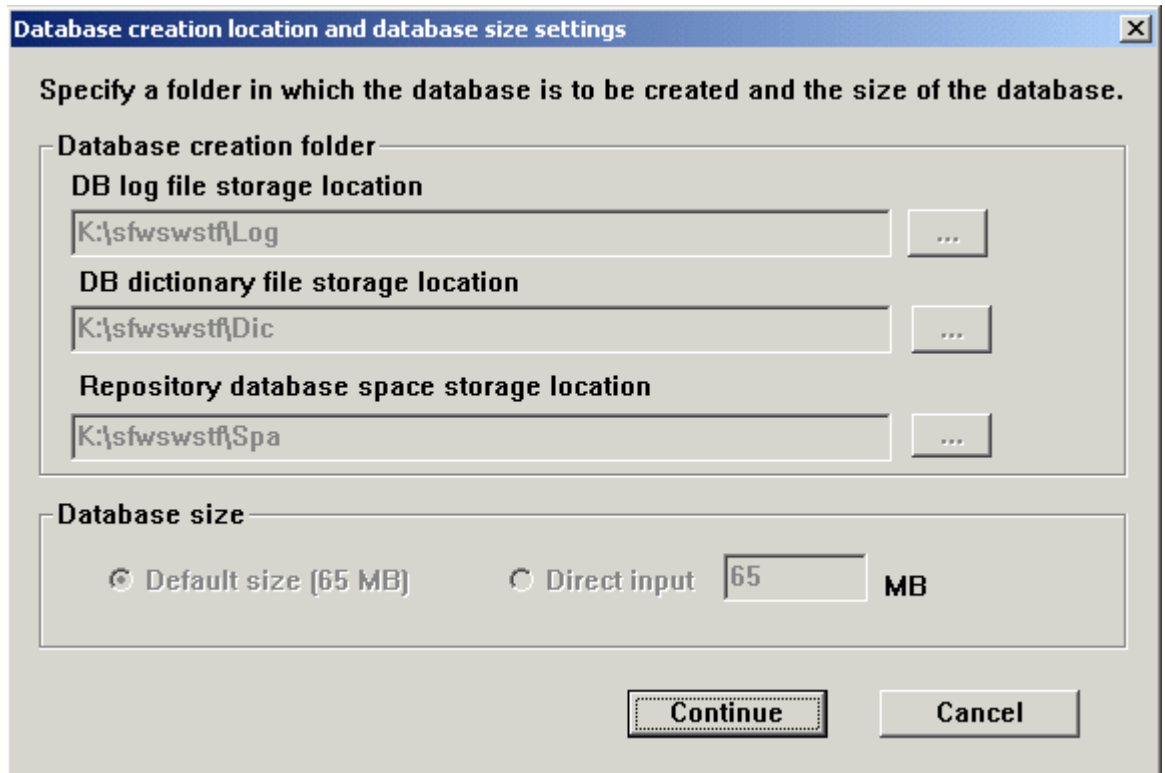 Database creation location and database size settings
Specify a folder in which the database is to be created and the size of the database.
Database creation folder
DB log file storage location
K:\sfwswstf\Log
...
DB dictionary file storage location
K:\sfwswstf\Dic
...
Repository database space storage location
K:\sfwswstf\Spa
...
Database size
Default size (65 MB) Direct input 65 MB
Continue Cancel